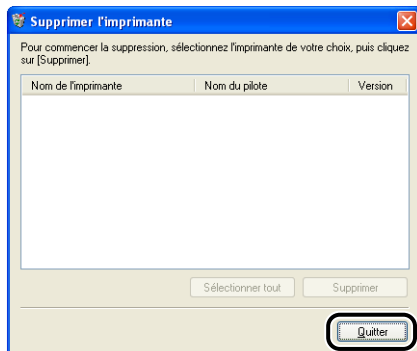 Supprimer l'imprimante
Pour commencer la suppression, sélectionnez l'imprimante de votre choix, puis cliquez
sur [Supprimer].
Nom de l'imprimante Nom du pilote Version
Sélectionner tout Supprimer
Quitter